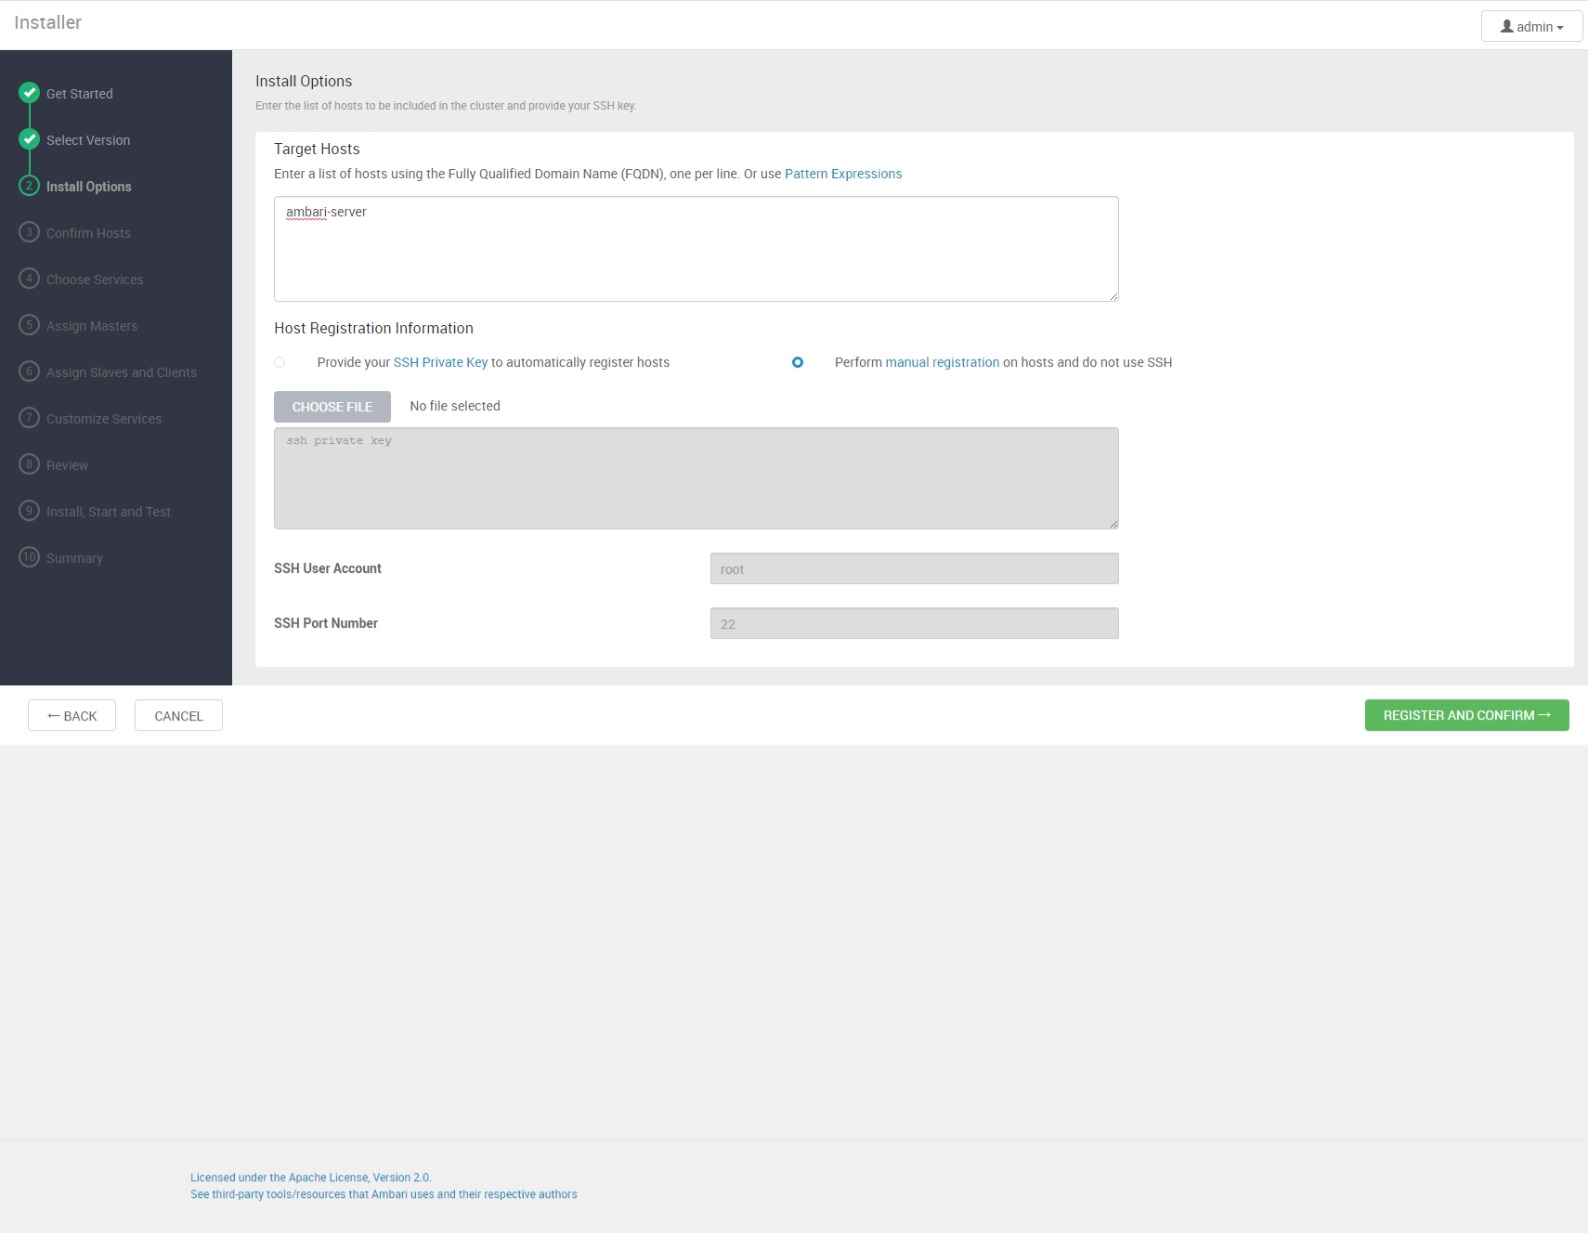 Installer
admin
Get Started
Select Version
2 Install Options
3 Confirm Hosts
4 Choose Services
5 Assign Masters
6 Assign Slaves and Clients
7 Customize Services
8 Review
9 Install, Start and Test
10 Summary
Install Options
Enter the list of hosts to be included in the cluster and provide your SSH key.
Target Hosts
Enter a list of hosts using the Fully Qualified Domain Name (FQDN), one per line. Or use Pattern Expressions
ambari-server
Host Registration Information
Provide your SSH Private Key to automatically register hosts
Perform manual registration on hosts and do not use SSH
CHOOSE FILE No file selected
ssh private key
SSH User Account root
SSH Port Number 22
← BACK CANCEL REGISTER AND CONFIRM →
Licensed under the Apache License, Version 2.0.
See third-party tools/resources that Ambari uses and their respective authors